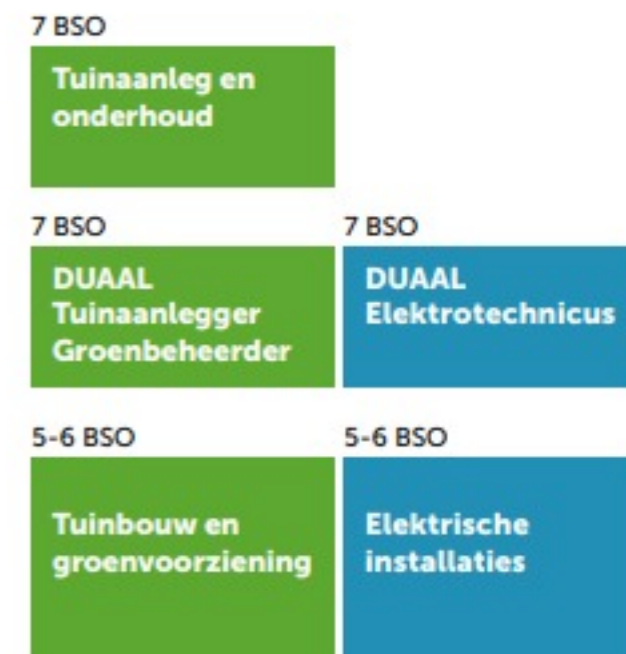 7 BSO
Tuinaanleg en
onderhoud
7 BSO
DUAAL
Tuinaanlegger
Groenbeheerder
7 BSO
DUAAL
Elektrotechnicus
5-6 BSO
Tuinbouw en
groenvoorziening
5-6 BSO
Elektrische
installaties